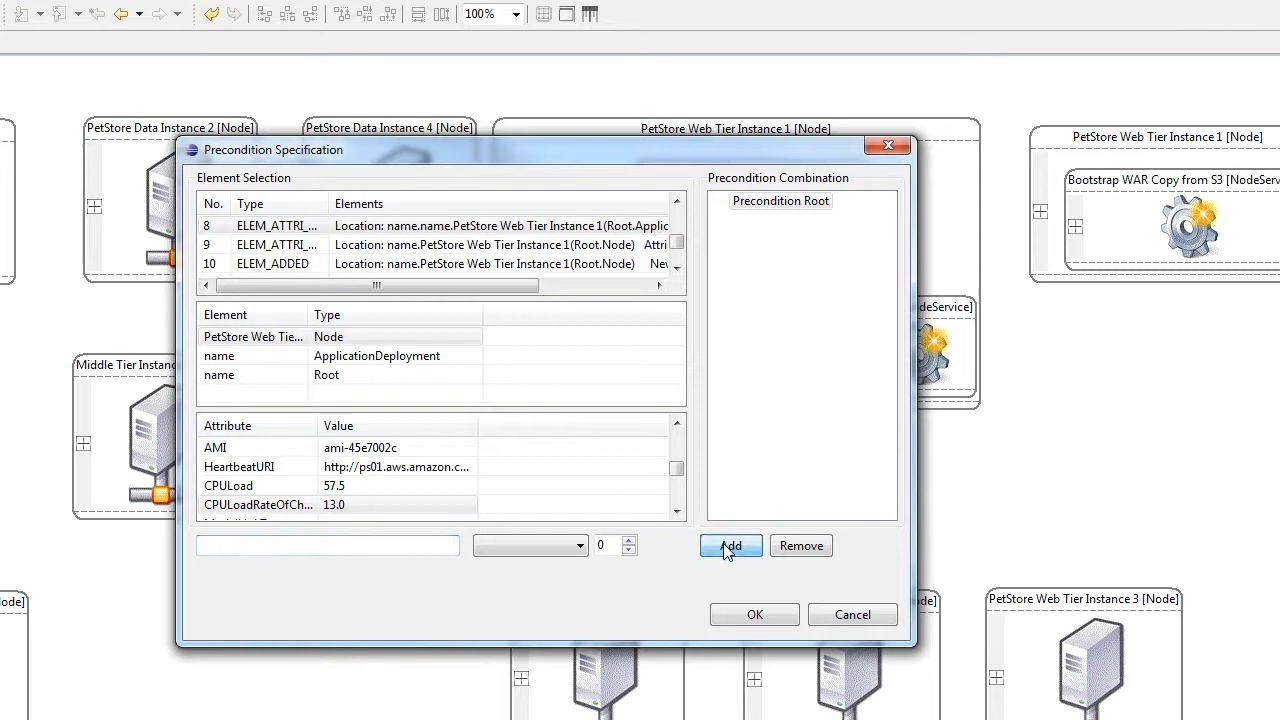 100%
PetStore Data Instance 2 [Node]
PetStore Data Instance 4 [Node]
PetStore Web Tier Instance 1 [Node]
PetStore Web Tier Instance 1 [Node]
Bootstrap WAR Copy from S3 [NodeServ
Precondition Specification
Element Selection
No. Type Elements
8 ELEM_ATTRI_... Location: name.name.PetStore Web Tier Instance 1(Root.Applic
9 ELEM_ATTRI_... Location: name.PetStore Web Tier Instance 1(Root.Node) Attri
10 ELEM_ADDED Location: name.PetStore Web Tier Instance 1(Root.Node) Nev
Element Type
PetStore Web Tie... Node
name ApplicationDeployment
name Root
Attribute Value
AMI ami-45e7002c
HeartbeatURI http://ps01.aws.amazon.c...
CPULoad 57.5
CPULoadRateOfCh... 13.0
0
Precondition Combination
Precondition Root
Add Remove
OK Cancel
deService]
Middle Tier Instanc
ode]
de]
PetStore Web Tier Instance 3 [Node]